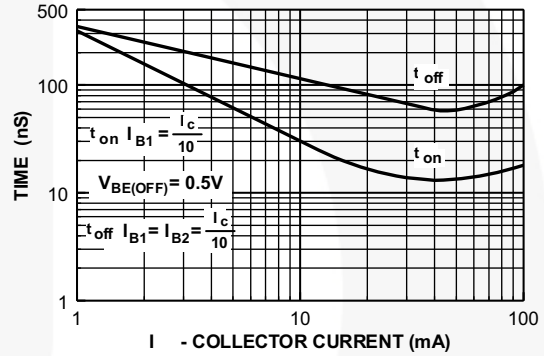 500
100
10
1
TIME (nS)
t off
t on
t on I B1 = I c / 10
V BE(OFF) = 0.5V
t off I B1 = I B2 = I c / 10
1 10 100
I - COLLECTOR CURRENT (mA)